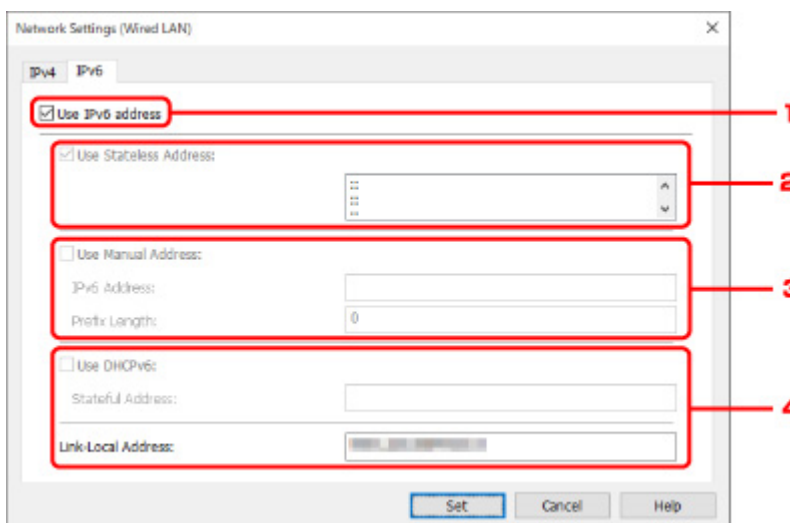 Network Settings (Wired LAN)
IPv4 IPv6
Use IPv6 address
1
Use Stateless Address:
::
::
::
2
Use Manual Address:
IPv6 Address:
3
Prefix Length: 0
Use DHCPv6:
Stateful Address:
4
Link-Local Address:
Set Cancel Help